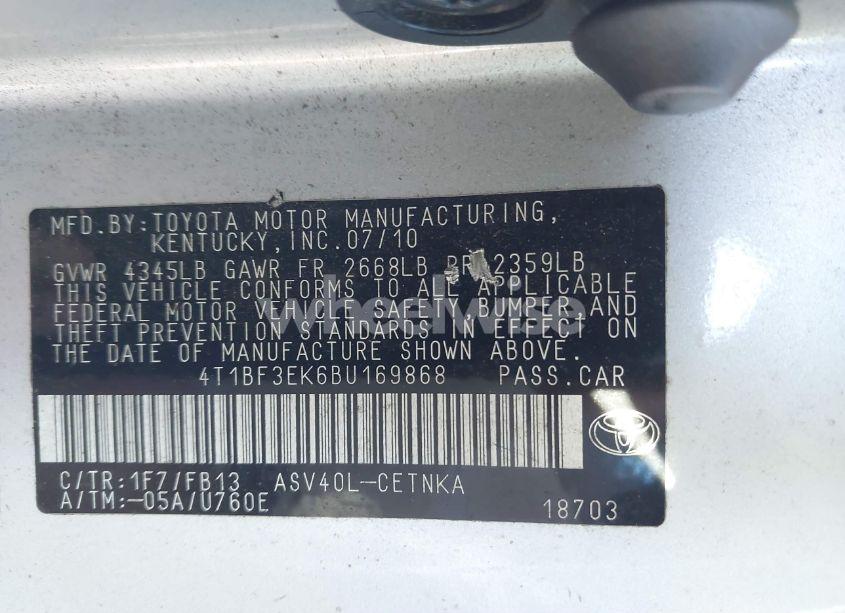 MFD.BY:TOYOTA MOTOR MANUFACTURING,
KENTUCKY,INC.07/10
GVWR 4345LB GAWR FR 2668LB RR 2359LB
THIS VEHICLE CONFORMS TO ALL APPLICABLE
FEDERAL MOTOR VEHICLE SAFETY,BUMPER,AND
THEFT PREVENTION STANDARDS IN EFFECT ON
THE DATE OF MANUFACTURE SHOWN ABOVE.
4T1BF3EK6BU169868 PASS.CAR
C/TR:1F7/FB13 ASV40L-CETNKA
A/TM:-05A/U760E
18703
wheelwise